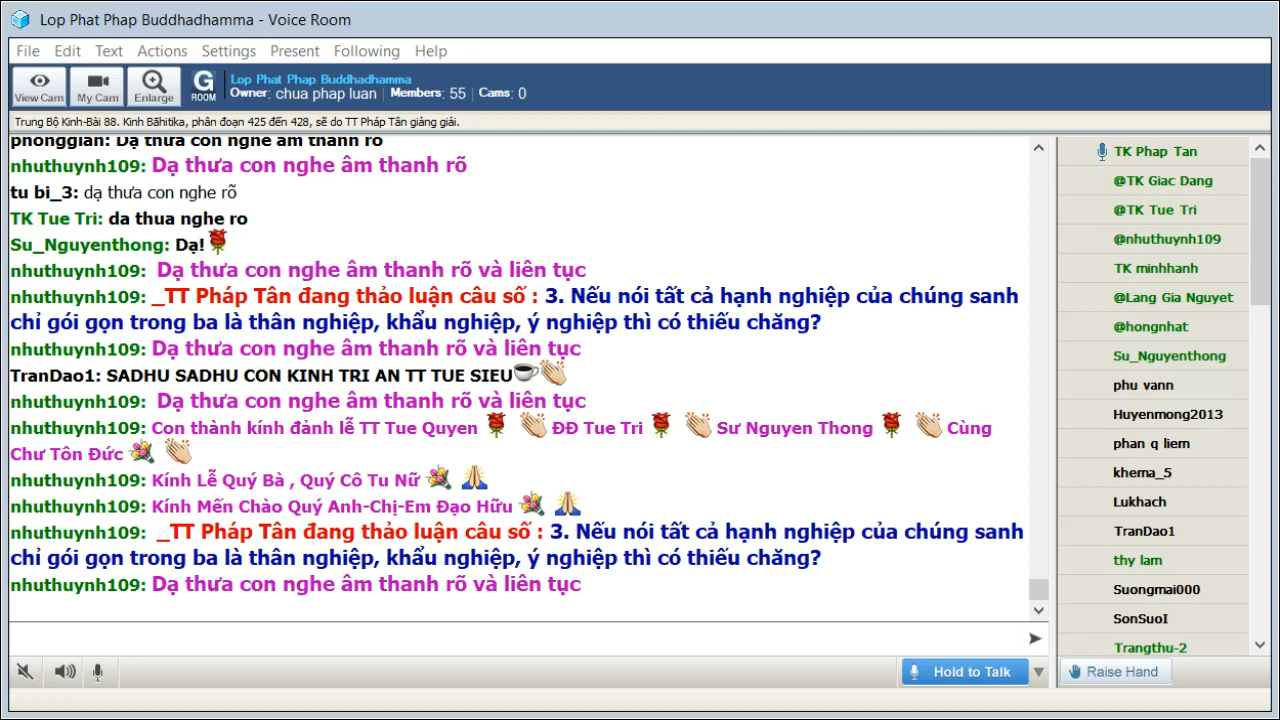 Lop Phat Phap Buddhadhamma - Voice Room
File Edit Text Actions Settings Present Following Help
View Cam My Cam Enlarge G ROOM
Lop Phat Phap Buddhadhamma
Owner: chua phap luan Members: 55 Cams: 0
Trung Bộ Kinh-Bài 88. Kinh Bāhitika, phân đoạn 425 đến 428, sẽ do TT Pháp Tân giảng giải.
phonggian: Dạ thưa con nghe âm thanh rõ
nhuthuynh109: Dạ thưa con nghe âm thanh rõ
tu bi_3: dạ thưa con nghe rõ
TK Tue Tri: da thua nghe ro
Su_Nguyenthong: Dạ!
nhuthuynh109: Dạ thưa con nghe âm thanh rõ và liên tục
nhuthuynh109: _TT Pháp Tân đang thảo luận câu số : 3. Nếu nói tất cả hạnh nghiệp của chúng sanh
chỉ gói gọn trong ba là thân nghiệp, khẩu nghiệp, ý nghiệp thì có thiếu chăng?
nhuthuynh109: Dạ thưa con nghe âm thanh rõ và liên tục
TranDao1: SADHU SADHU CON KINH TRI AN TT TUE SIEU
nhuthuynh109: Dạ thưa con nghe âm thanh rõ và liên tục
nhuthuynh109: Con thành kính đảnh lễ TT Tue Quyen ĐĐ Tue Tri Sư Nguyen Thong Cùng
Chư Tôn Đức
nhuthuynh109: Kính Lễ Quý Bà , Quý Cô Tu Nữ
nhuthuynh109: Kính Mến Chào Quý Anh-Chị-Em Đạo Hữu
nhuthuynh109: _TT Pháp Tân đang thảo luận câu số : 3. Nếu nói tất cả hạnh nghiệp của chúng sanh
chỉ gói gọn trong ba là thân nghiệp, khẩu nghiệp, ý nghiệp thì có thiếu chăng?
nhuthuynh109: Dạ thưa con nghe âm thanh rõ và liên tục
TK Phap Tan
@TK Giac Dang
@TK Tue Tri
@nhuthuynh109
TK minhhanh
@Lang Gia Nguyet
@hongnhat
Su_Nguyenthong
phu vann
Huyenmong2013
phan q liem
khema_5
Lukhach
TranDao1
thy lam
Suongmai000
SonSuoI
Trangthu-2
Hold to Talk
Raise Hand